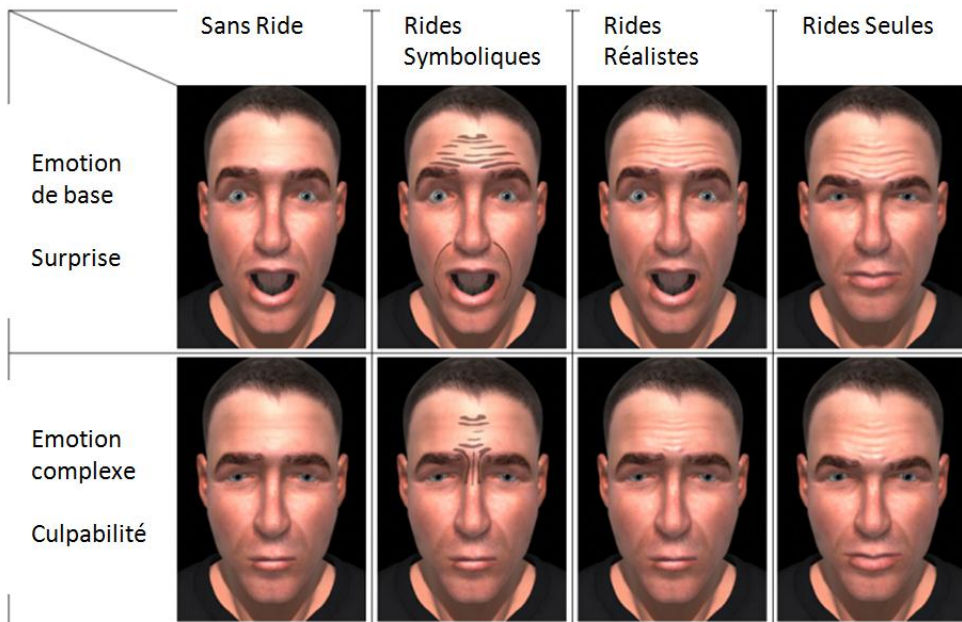 Sans Ride
Rides
Symboliques
Rides
Réalistes
Rides Seules
Emotion
de base
Surprise
Emotion
complexe
Culpabilité